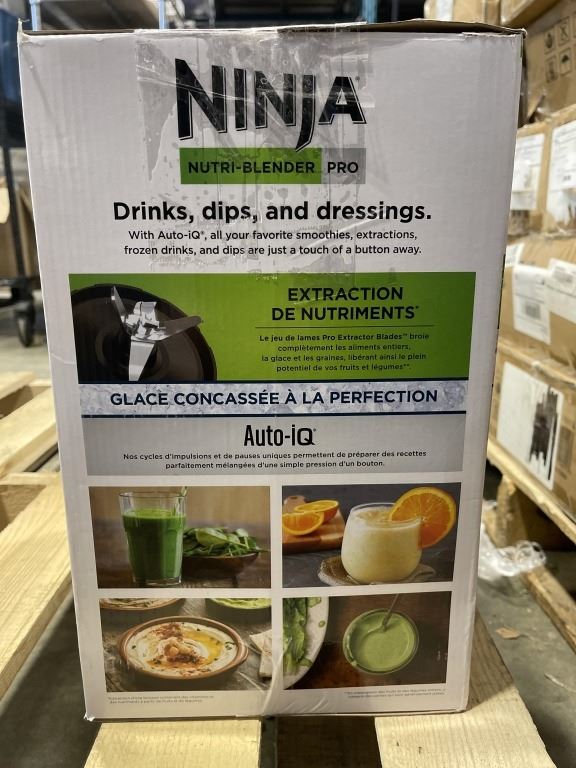 NINJA
NUTRI-BLENDER PRO
Drinks, dips, and dressings.
With Auto-iQ®, all your favorite smoothies, extractions,
frozen drinks, and dips are just a touch of a button away.
EXTRACTION
DE NUTRIMENTS*
Le jeu de lames Pro Extractor Blades™ broie
complètement les aliments entiers,
la glace et les graines, libérant ainsi le plein
potentiel de vos fruits et légumes**.
GLACE CONCASSÉE À LA PERFECTION
Auto-iQ®
Nos cycles d'impulsions et de pauses uniques permettent de préparer des recettes
parfaitement mélangées d'une simple pression d'un bouton.